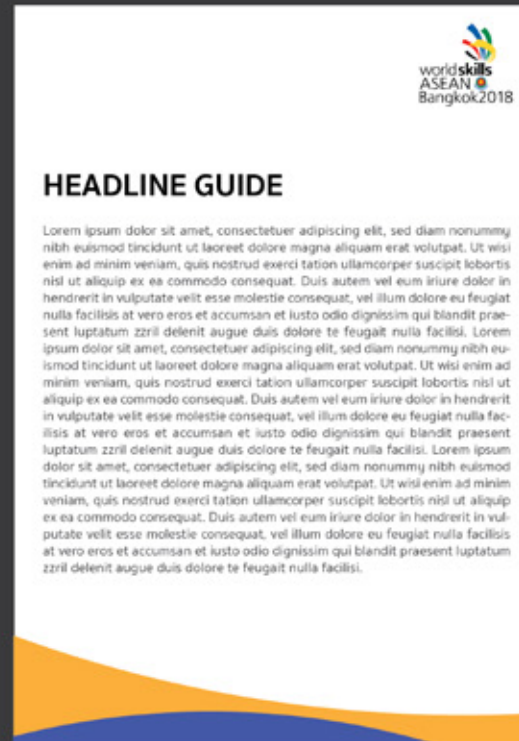 worldskills
ASEAN
Bangkok2018
HEADLINE GUIDE
Lorem ipsum dolor sit amet, consectetuer adipiscing elit, sed diam nonummy
nibh euismod tincidunt ut laoreet dolore magna aliquam erat volutpat. Ut wisi
enim ad minim veniam, quis nostrud exerci tation ullamcorper suscipit lobortis
nisl ut aliquip ex ea commodo consequat. Duis autem vel eum iriure dolor in
hendrerit in vulputate velit esse molestie consequat, vel illum dolore eu feugiat
nulla facilisis at vero eros et accumsan et iusto odio dignissim qui blandit prae-
sent luptatum zzril delenit augue duis dolore te feugait nulla facilisi. Lorem
ipsum dolor sit amet, consectetuer adipiscing elit, sed diam nonummy nibh eu-
ismod tincidunt ut laoreet dolore magna aliquam erat volutpat. Ut wisi enim ad
minim veniam, quis nostrud exerci tation ullamcorper suscipit lobortis nisl ut
aliquip ex ea commodo consequat. Duis autem vel eum iriure dolor in hendrerit
in vulputate velit esse molestie consequat, vel illum dolore eu feugiat nulla fac-
ilisis at vero eros et accumsan et iusto odio dignissim qui blandit praesent
luptatum zzril delenit augue duis dolore te feugait nulla facilisi. Lorem ipsum
dolor sit amet, consectetuer adipiscing elit, sed diam nonummy nibh euismod
tincidunt ut laoreet dolore magna aliquam erat volutpat. Ut wisi enim ad minim
veniam, quis nostrud exerci tation ullamcorper suscipit lobortis nisl ut aliquip
ex ea commodo consequat. Duis autem vel eum iriure dolor in hendrerit in vul-
putate velit esse molestie consequat, vel illum dolore eu feugiat nulla facilisis
at vero eros et accumsan et iusto odio dignissim qui blandit praesent luptatum
zzril delenit augue duis dolore te feugait nulla facilisi.